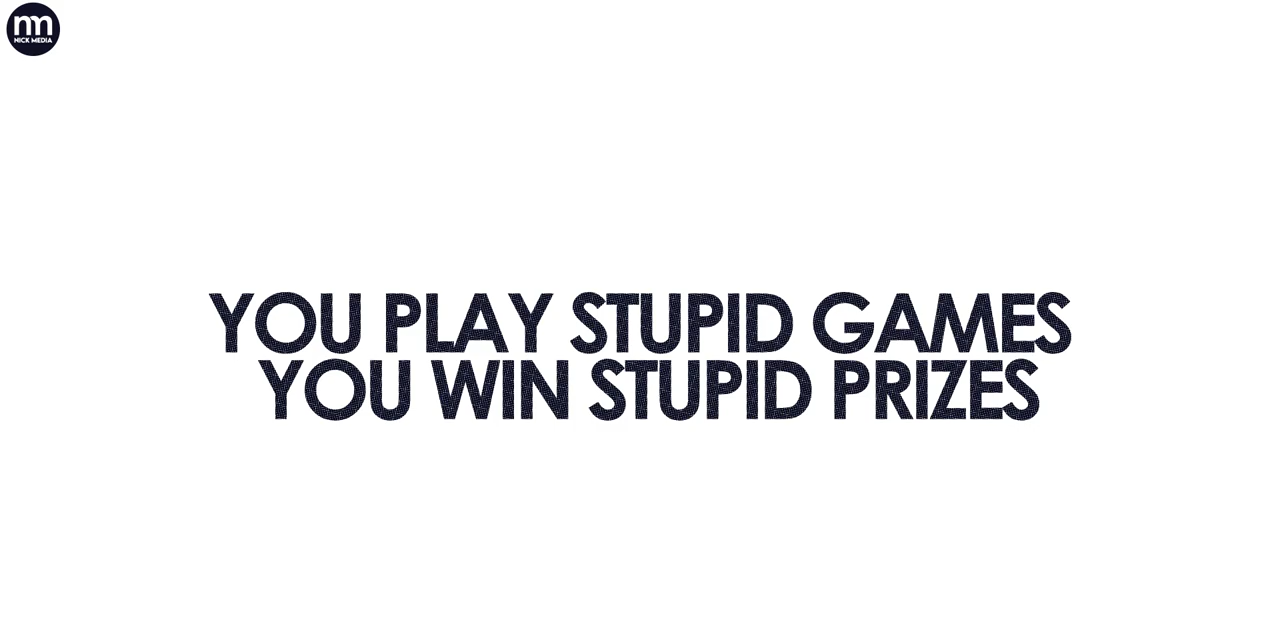 nm
NICK MEDIA
YOU PLAY STUPID GAMES
YOU WIN STUPID PRIZES